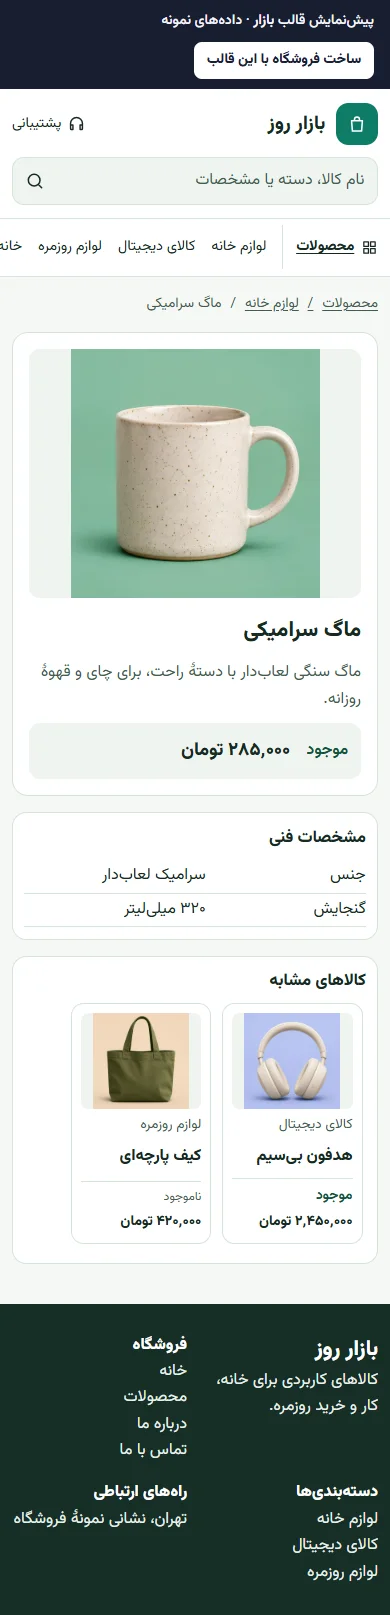 پیش‌نمایش قالب بازار · داده‌های نمونه
ساخت فروشگاه با این قالب
بازار روز
پشتیبانی
نام کالا، دسته یا مشخصات
محصولات
لوازم خانه
کالای دیجیتال
لوازم روزمره
خانه
محصولات / لوازم خانه / ماگ سرامیکی
ماگ سرامیکی
ماگ سنگی لعاب‌دار با دستهٔ راحت، برای چای و قهوهٔ
روزانه.
موجود ۲۸۵,۰۰۰ تومان
مشخصات فنی
جنس سرامیک لعاب‌دار
گنجایش ۳۲۰ میلی‌لیتر
کالاهای مشابه
کالای دیجیتال
هدفون بی‌سیم
موجود
۲,۴۵۰,۰۰۰ تومان
لوازم روزمره
کیف پارچه‌ای
ناموجود
۴۲۰,۰۰۰ تومان
بازار روز
کالاهای کاربردی برای خانه،
کار و خرید روزمره.
فروشگاه
خانه
محصولات
درباره ما
تماس با ما
دسته‌بندی‌ها
لوازم خانه
کالای دیجیتال
لوازم روزمره
راه‌های ارتباطی
تهران، نشانی نمونهٔ فروشگاه